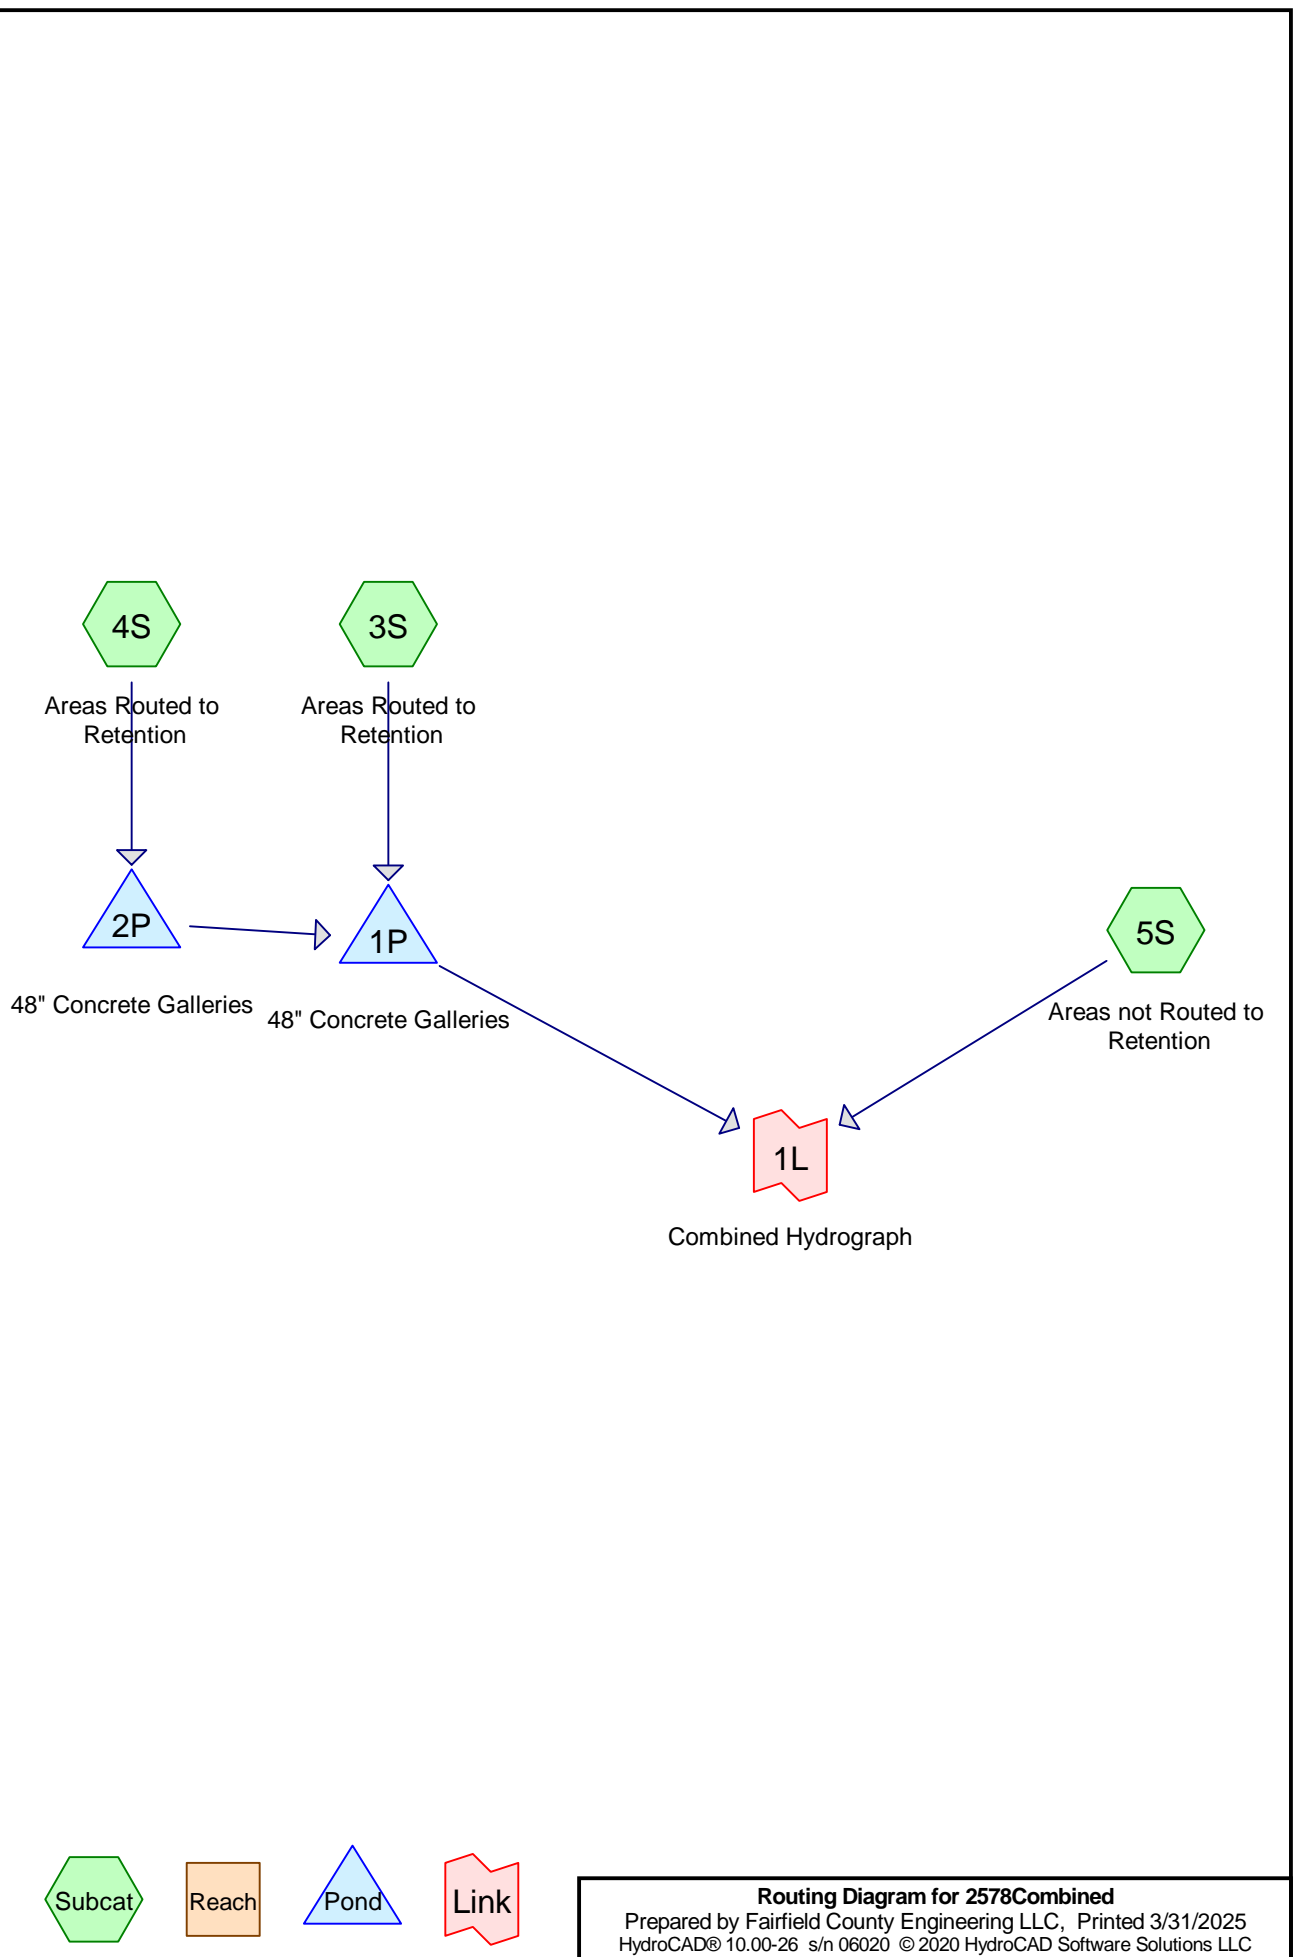 4S
Areas Routed to
Retention
3S
Areas Routed to
Retention
2P
48" Concrete Galleries
1P
48" Concrete Galleries
5S
Areas not Routed to
Retention
1L
Combined Hydrograph
Subcat
Reach
Pond
Link
Routing Diagram for 2578Combined
Prepared by Fairfield County Engineering LLC, Printed 3/31/2025
HydroCAD® 10.00-26 s/n 06020 © 2020 HydroCAD Software Solutions LLC